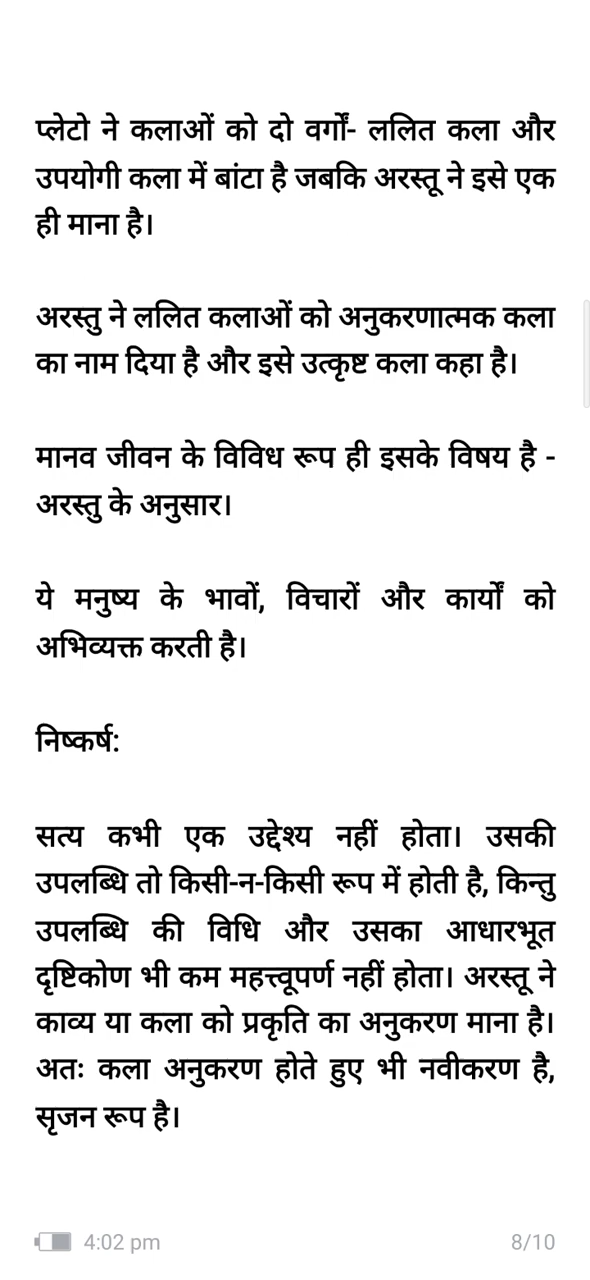 प्लेटो ने कलाओं को दो वर्गों- ललित कला और
उपयोगी कला में बांटा है जबकि अरस्तू ने इसे एक
ही माना है।
अरस्तु ने ललित कलाओं को अनुकरणात्मक कला
का नाम दिया है और इसे उत्कृष्ट कला कहा है।
मानव जीवन के विविध रूप ही इसके विषय है -
अरस्तु के अनुसार।
ये मनुष्य के भावों, विचारों और कार्यों को
अभिव्यक्त करती है।
निष्कर्ष:
सत्य कभी एक उद्देश्य नहीं होता। उसकी
उपलब्धि तो किसी-न-किसी रूप में होती है, किन्तु
उपलब्धि की विधि और उसका आधारभूत
दृष्टिकोण भी कम महत्त्वूपर्ण नहीं होता। अरस्तू ने
काव्य या कला को प्रकृति का अनुकरण माना है।
अतः कला अनुकरण होते हुए भी नवीकरण है,
सृजन रूप है।
4:02 pm
8/10